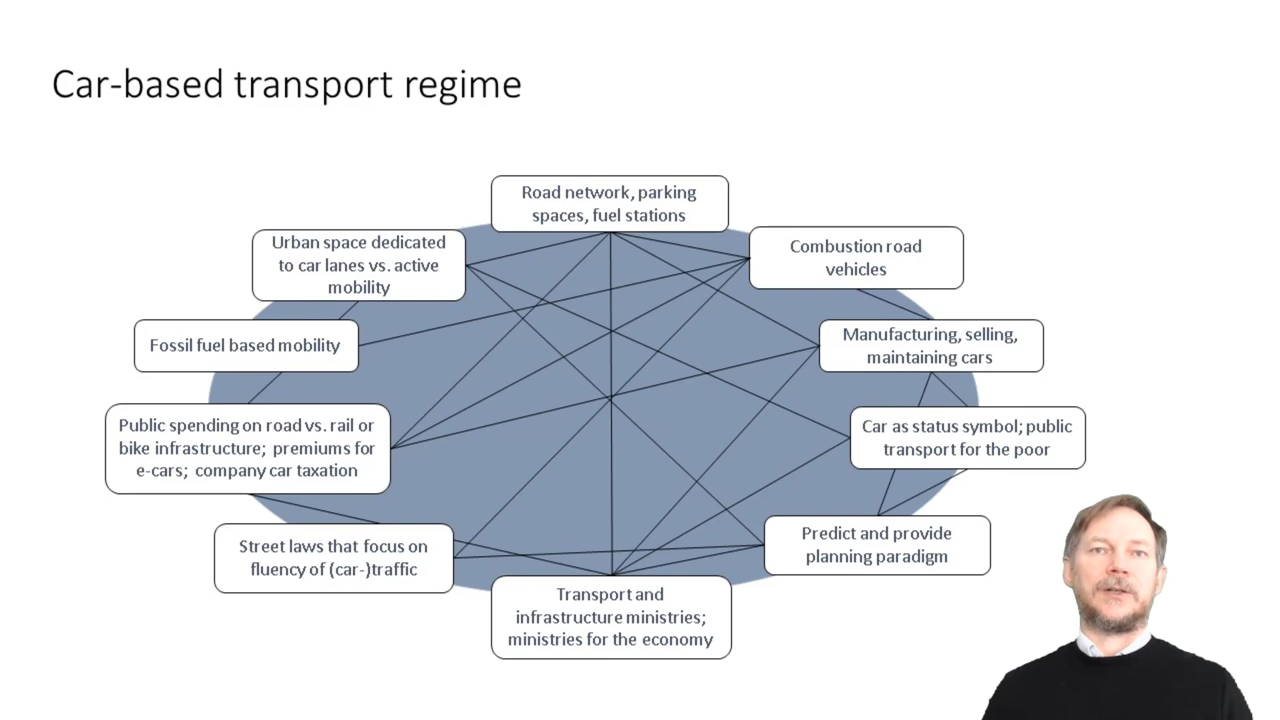 Car-based transport regime
Road network, parking
spaces, fuel stations
Urban space dedicated
to car lanes vs. active
mobility
Combustion road
vehicles
Fossil fuel based mobility
Manufacturing, selling,
maintaining cars
Public spending on road vs. rail or
bike infrastructure; premiums for
e-cars; company car taxation
Car as status symbol; public
transport for the poor
Street laws that focus on
fluency of (car-)traffic
Predict and provide
planning paradigm
Transport and
infrastructure ministries;
ministries for the economy